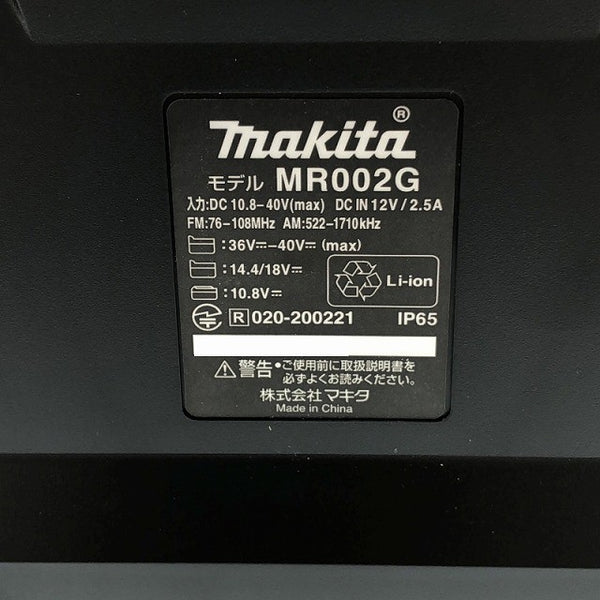 makita®
モデル MR002G
入力:DC 10.8-40V(max) DC IN 12V / 2.5A
FM:76-108MHz AM:522-1710kHz
:36V⎓-40V⎓ (max)
:14.4/18V⎓
:10.8V⎓
Li-ion
R 020-200221 IP65
⚠警告 •ご使用前に取扱説明書を
必ずよくお読みください。
株式会社 マキタ
Made in China